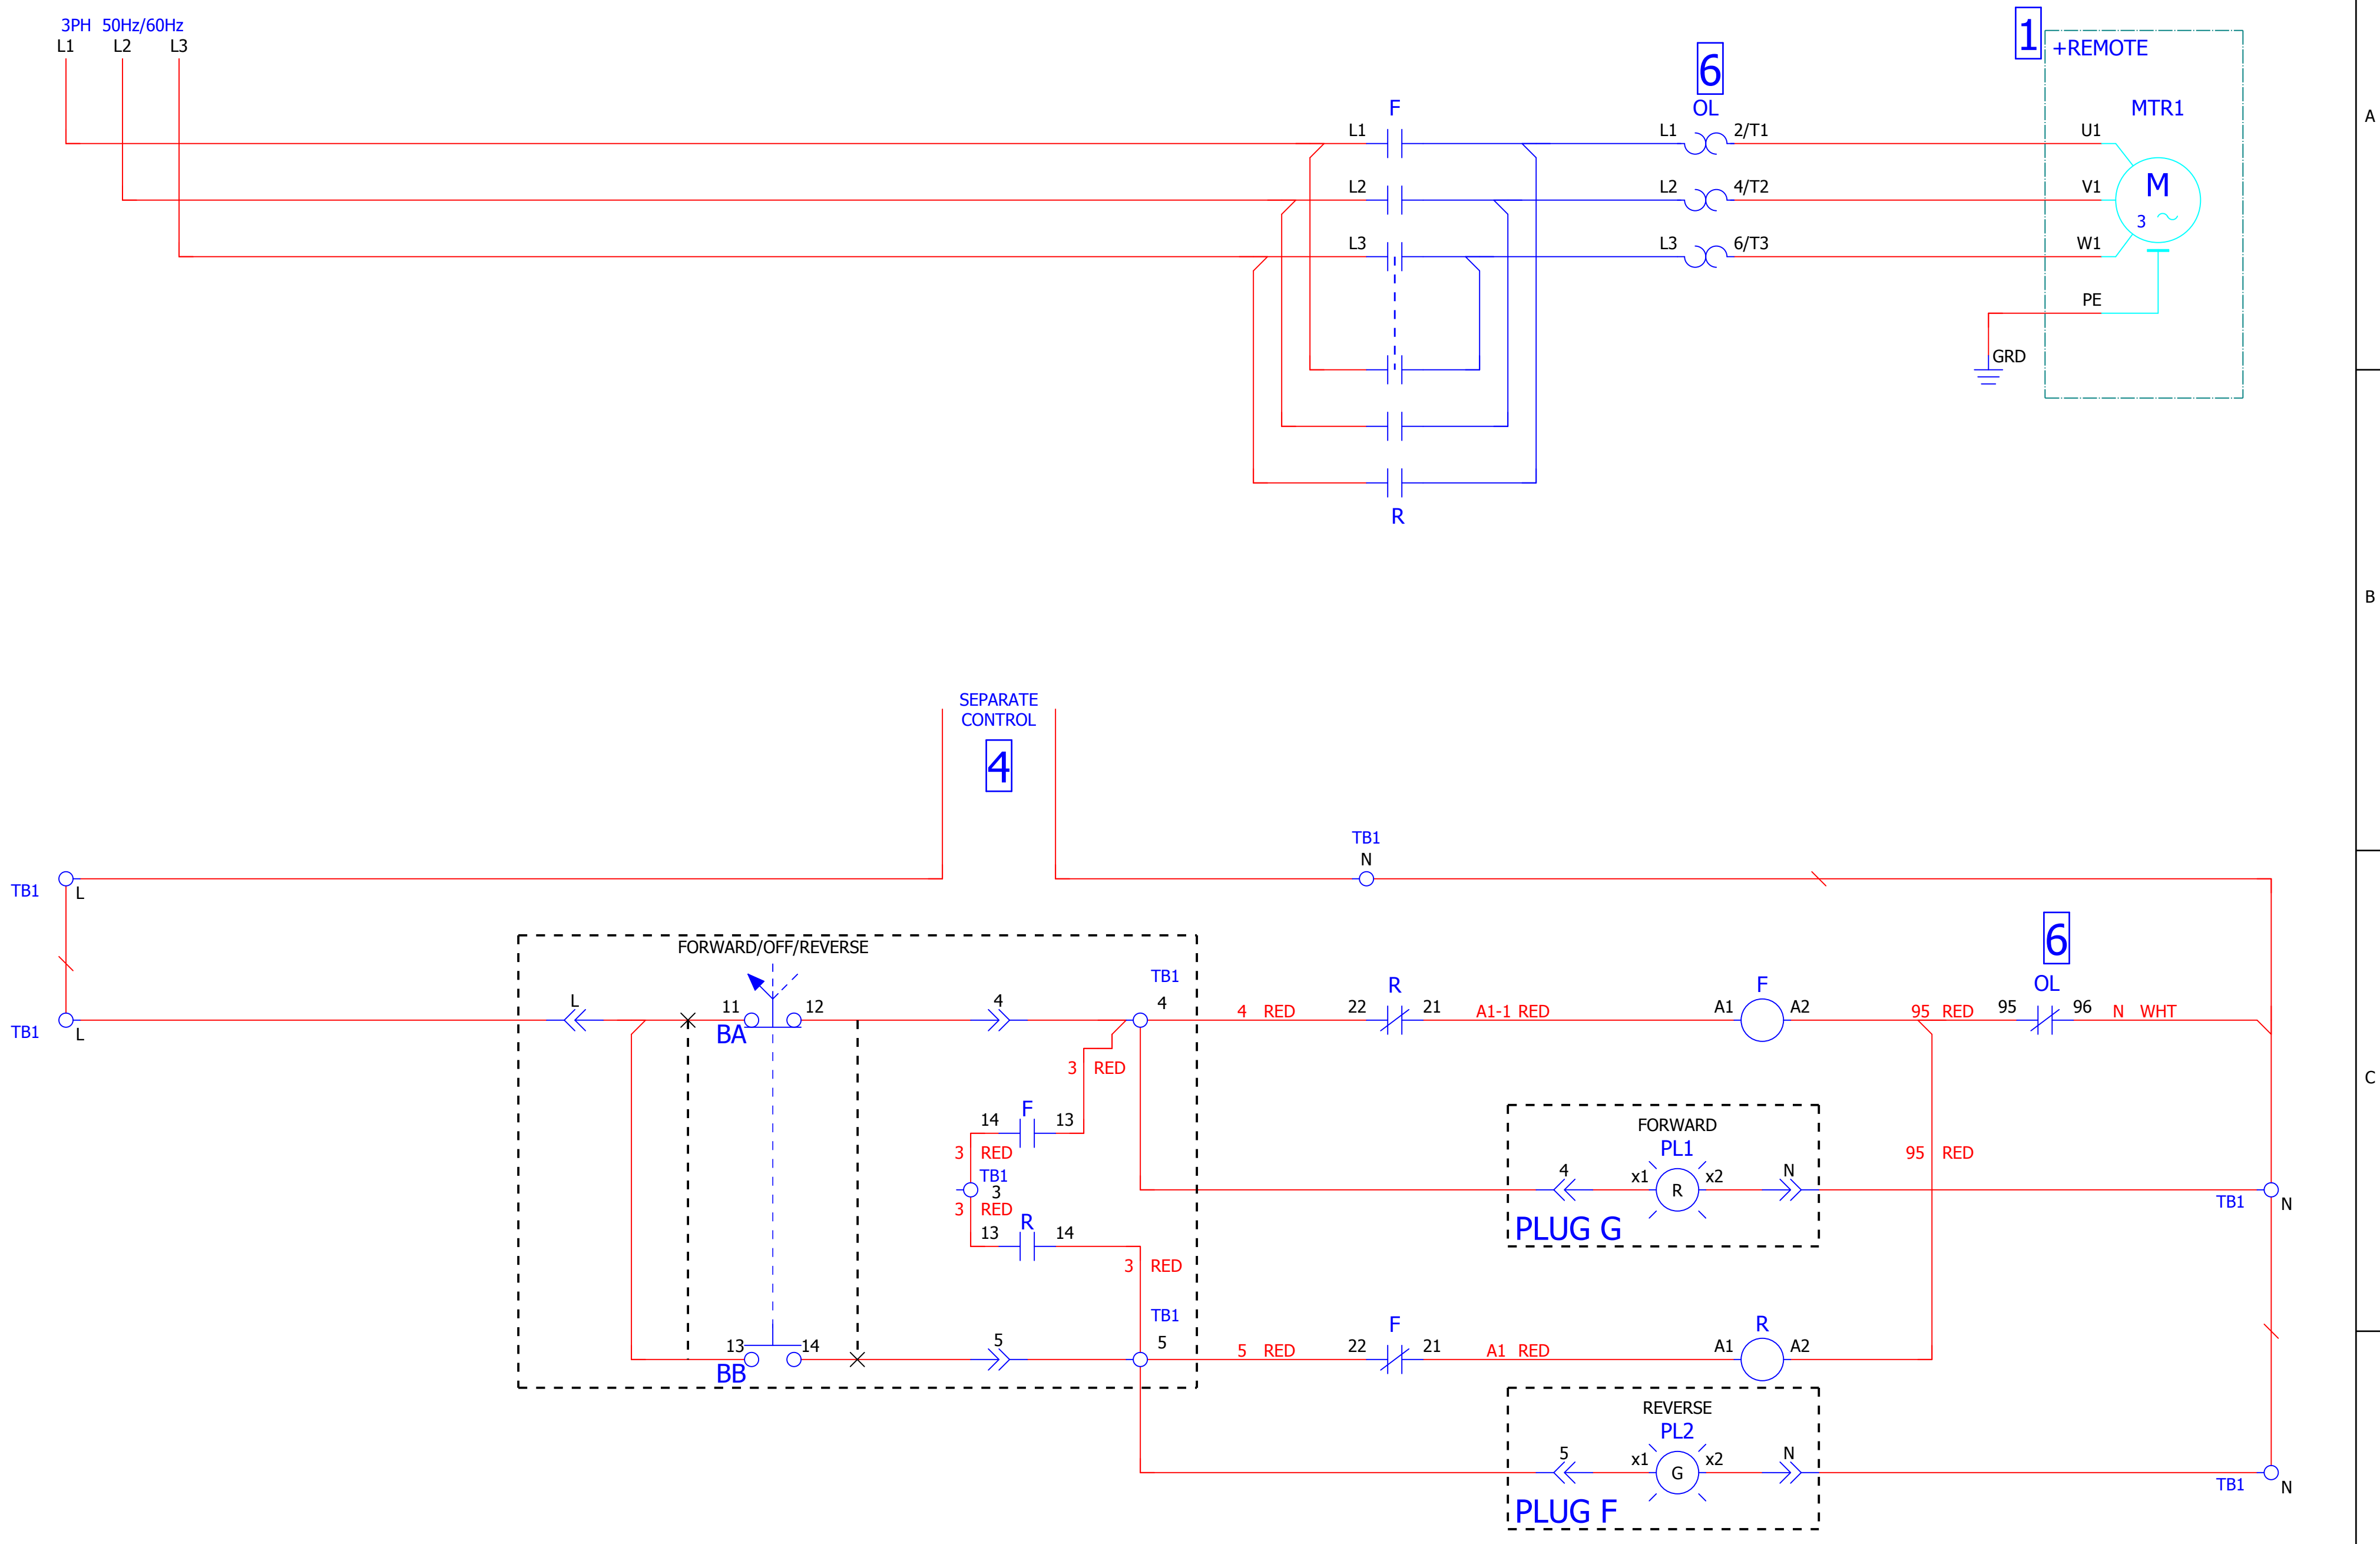 3PH 50Hz/60Hz
L1 L2 L3
1
+REMOTE
6
F
OL
MTR1
A
L1
L1
2/T1
U1
L2
L2
4/T2
V1
M
3
L3
L3
6/T3
W1
PE
GRD
R
B
SEPARATE
CONTROL
4
TB1
N
TB1
L
6
FORWARD/OFF/REVERSE
TB1
R
F
OL
L
11
12
4
4
4 RED
22
21
A1-1 RED
A1
A2
95 RED
95
96
N WHT
TB1
L
BA
3 RED
C
F
14
13
FORWARD
PL1
3 RED
95 RED
TB1
3
4
x1
R
x2
N
3 RED
TB1
N
R
13
14
PLUG G
3 RED
TB1
F
R
13
14
5
5
5 RED
22
21
A1 RED
A1
A2
BB
REVERSE
PL2
5
x1
G
x2
N
TB1
N
PLUG F